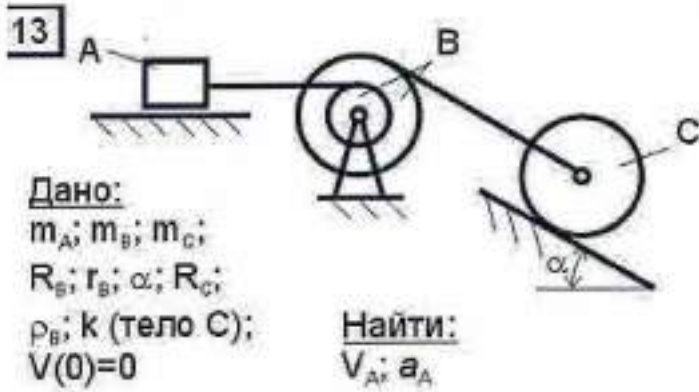 13
A
B
C
α
Дано:
m_A; m_B; m_C;
R_B; r_B; α; R_C;
ρ_B; k (тело C);
V(0)=0
Найти:
V_A; a_A